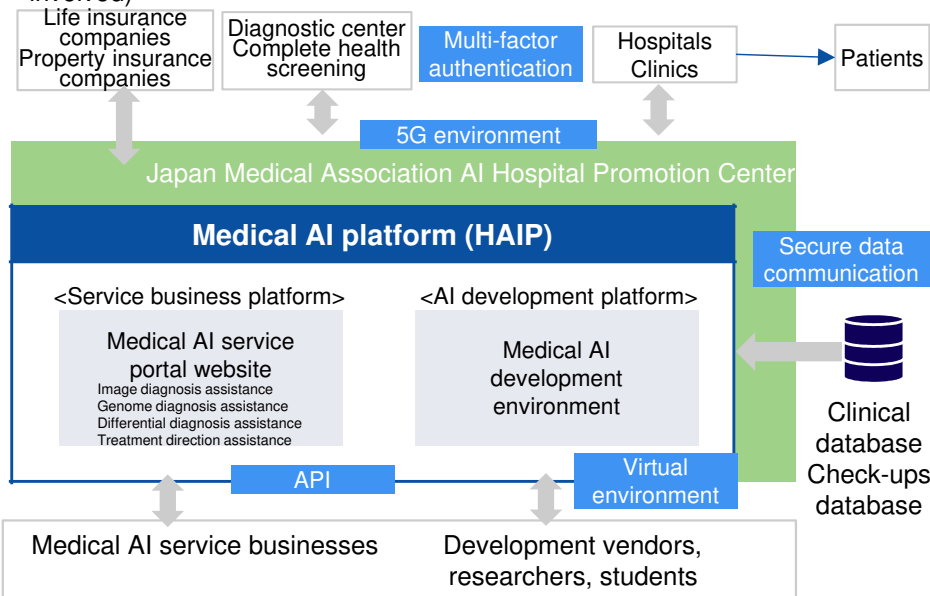 involved)
Life insurance
companies
Property insurance
companies
Diagnostic center
Complete health
screening
Multi-factor
authentication
Hospitals
Clinics
Patients
5G environment
Japan Medical Association AI Hospital Promotion Center
Medical AI platform (HAIP)
Secure data
communication
<Service business platform>
<AI development platform>
Medical AI service
portal website
Image diagnosis assistance
Genome diagnosis assistance
Differential diagnosis assistance
Treatment direction assistance
Medical AI
development
environment
Clinical
database
Check-ups
database
API
Virtual
environment
Medical AI service businesses
Development vendors,
researchers, students